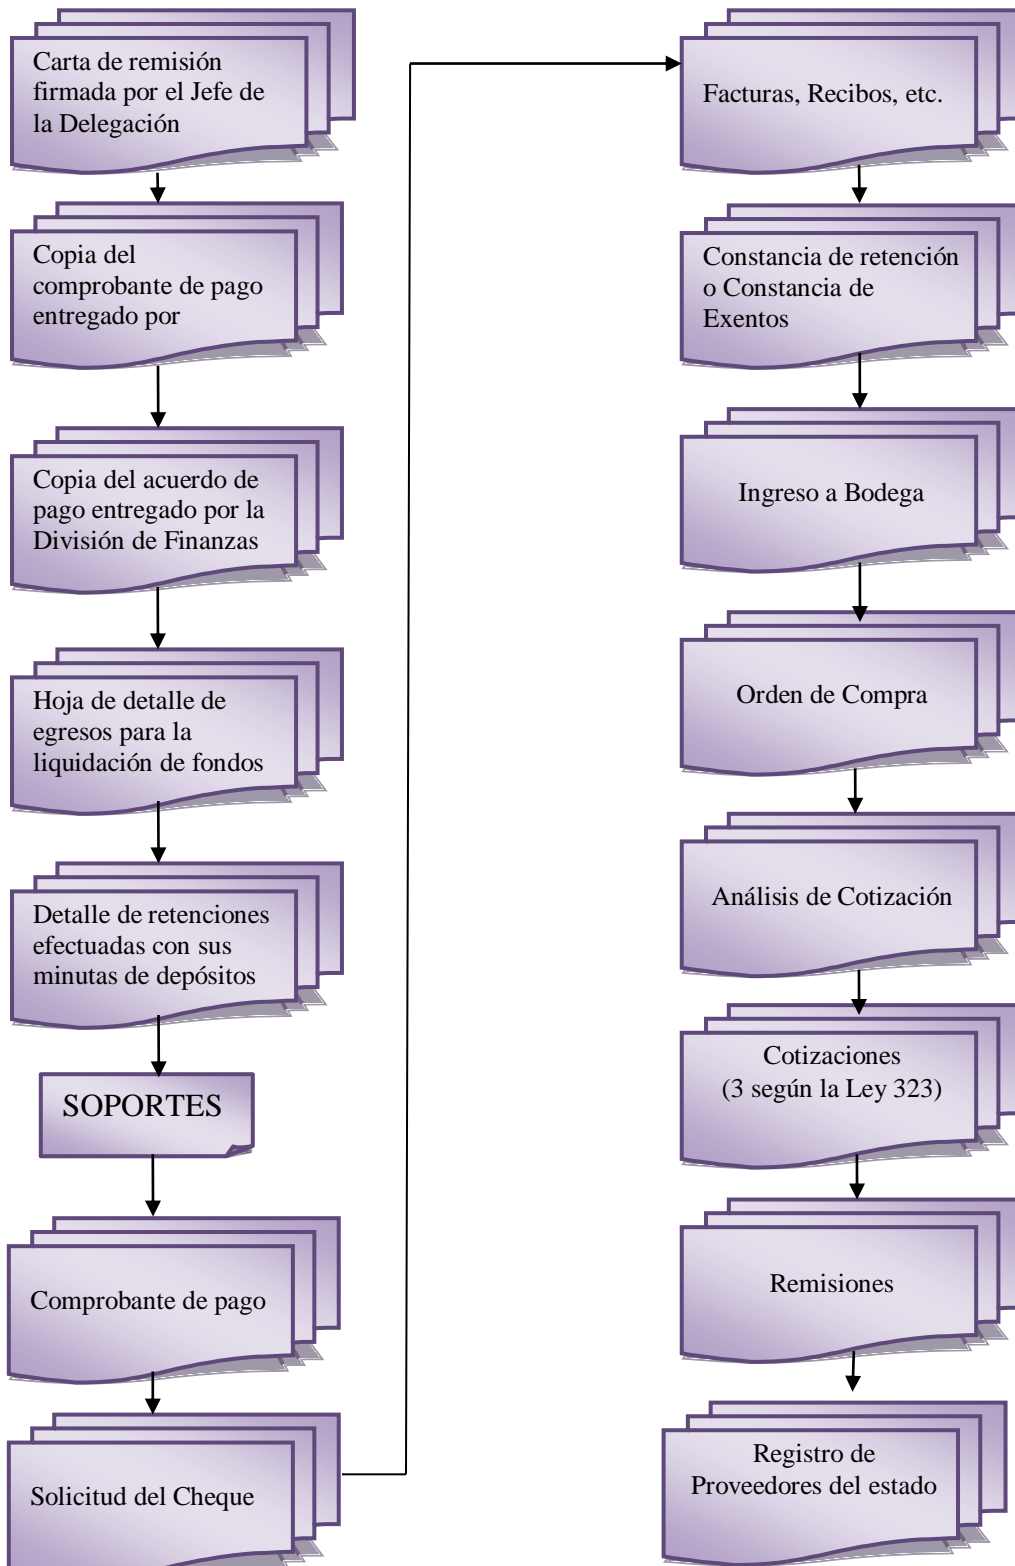 Carta de remisión
firmada por el Jefe de
la Delegación
Copia del
comprobante de pago
entregado por
Copia del acuerdo de
pago entregado por la
División de Finanzas
Hoja de detalle de
egresos para la
liquidación de fondos
Detalle de retenciones
efectuadas con sus
minutas de depósitos
SOPORTES
Comprobante de pago
Solicitud del Cheque
Facturas, Recibos, etc.
Constancia de retención
o Constancia de
Exentos
Ingreso a Bodega
Orden de Compra
Análisis de Cotización
Cotizaciones
(3 según la Ley 323)
Remisiones
Registro de
Proveedores del estado